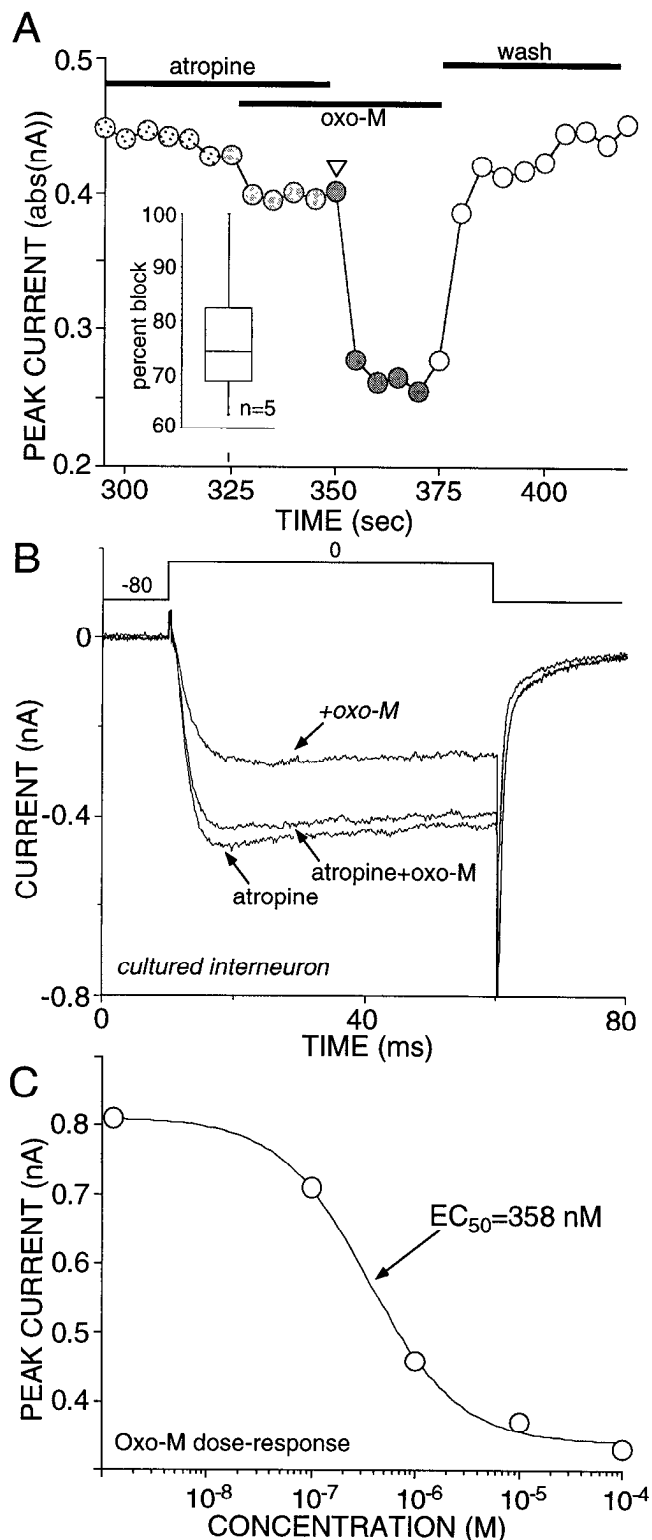 A
PEAK CURRENT (abs(nA))
0.5
0.4
0.3
0.2
atropine
oxo-M
wash
percent block
100
90
80
70
60
n=5
300 325 350 375 400
TIME (sec)
B
CURRENT (nA)
-80
0
0
-0.4
-0.8
+oxo-M
atropine+oxo-M
atropine
cultured interneuron
0 40 80
TIME (ms)
C
PEAK CURRENT (nA)
0.8
0.7
0.6
0.5
0.4
EC₅₀=358 nM
Oxo-M dose-response
10⁻⁸ 10⁻⁷ 10⁻⁶ 10⁻⁵ 10⁻⁴
CONCENTRATION (M)